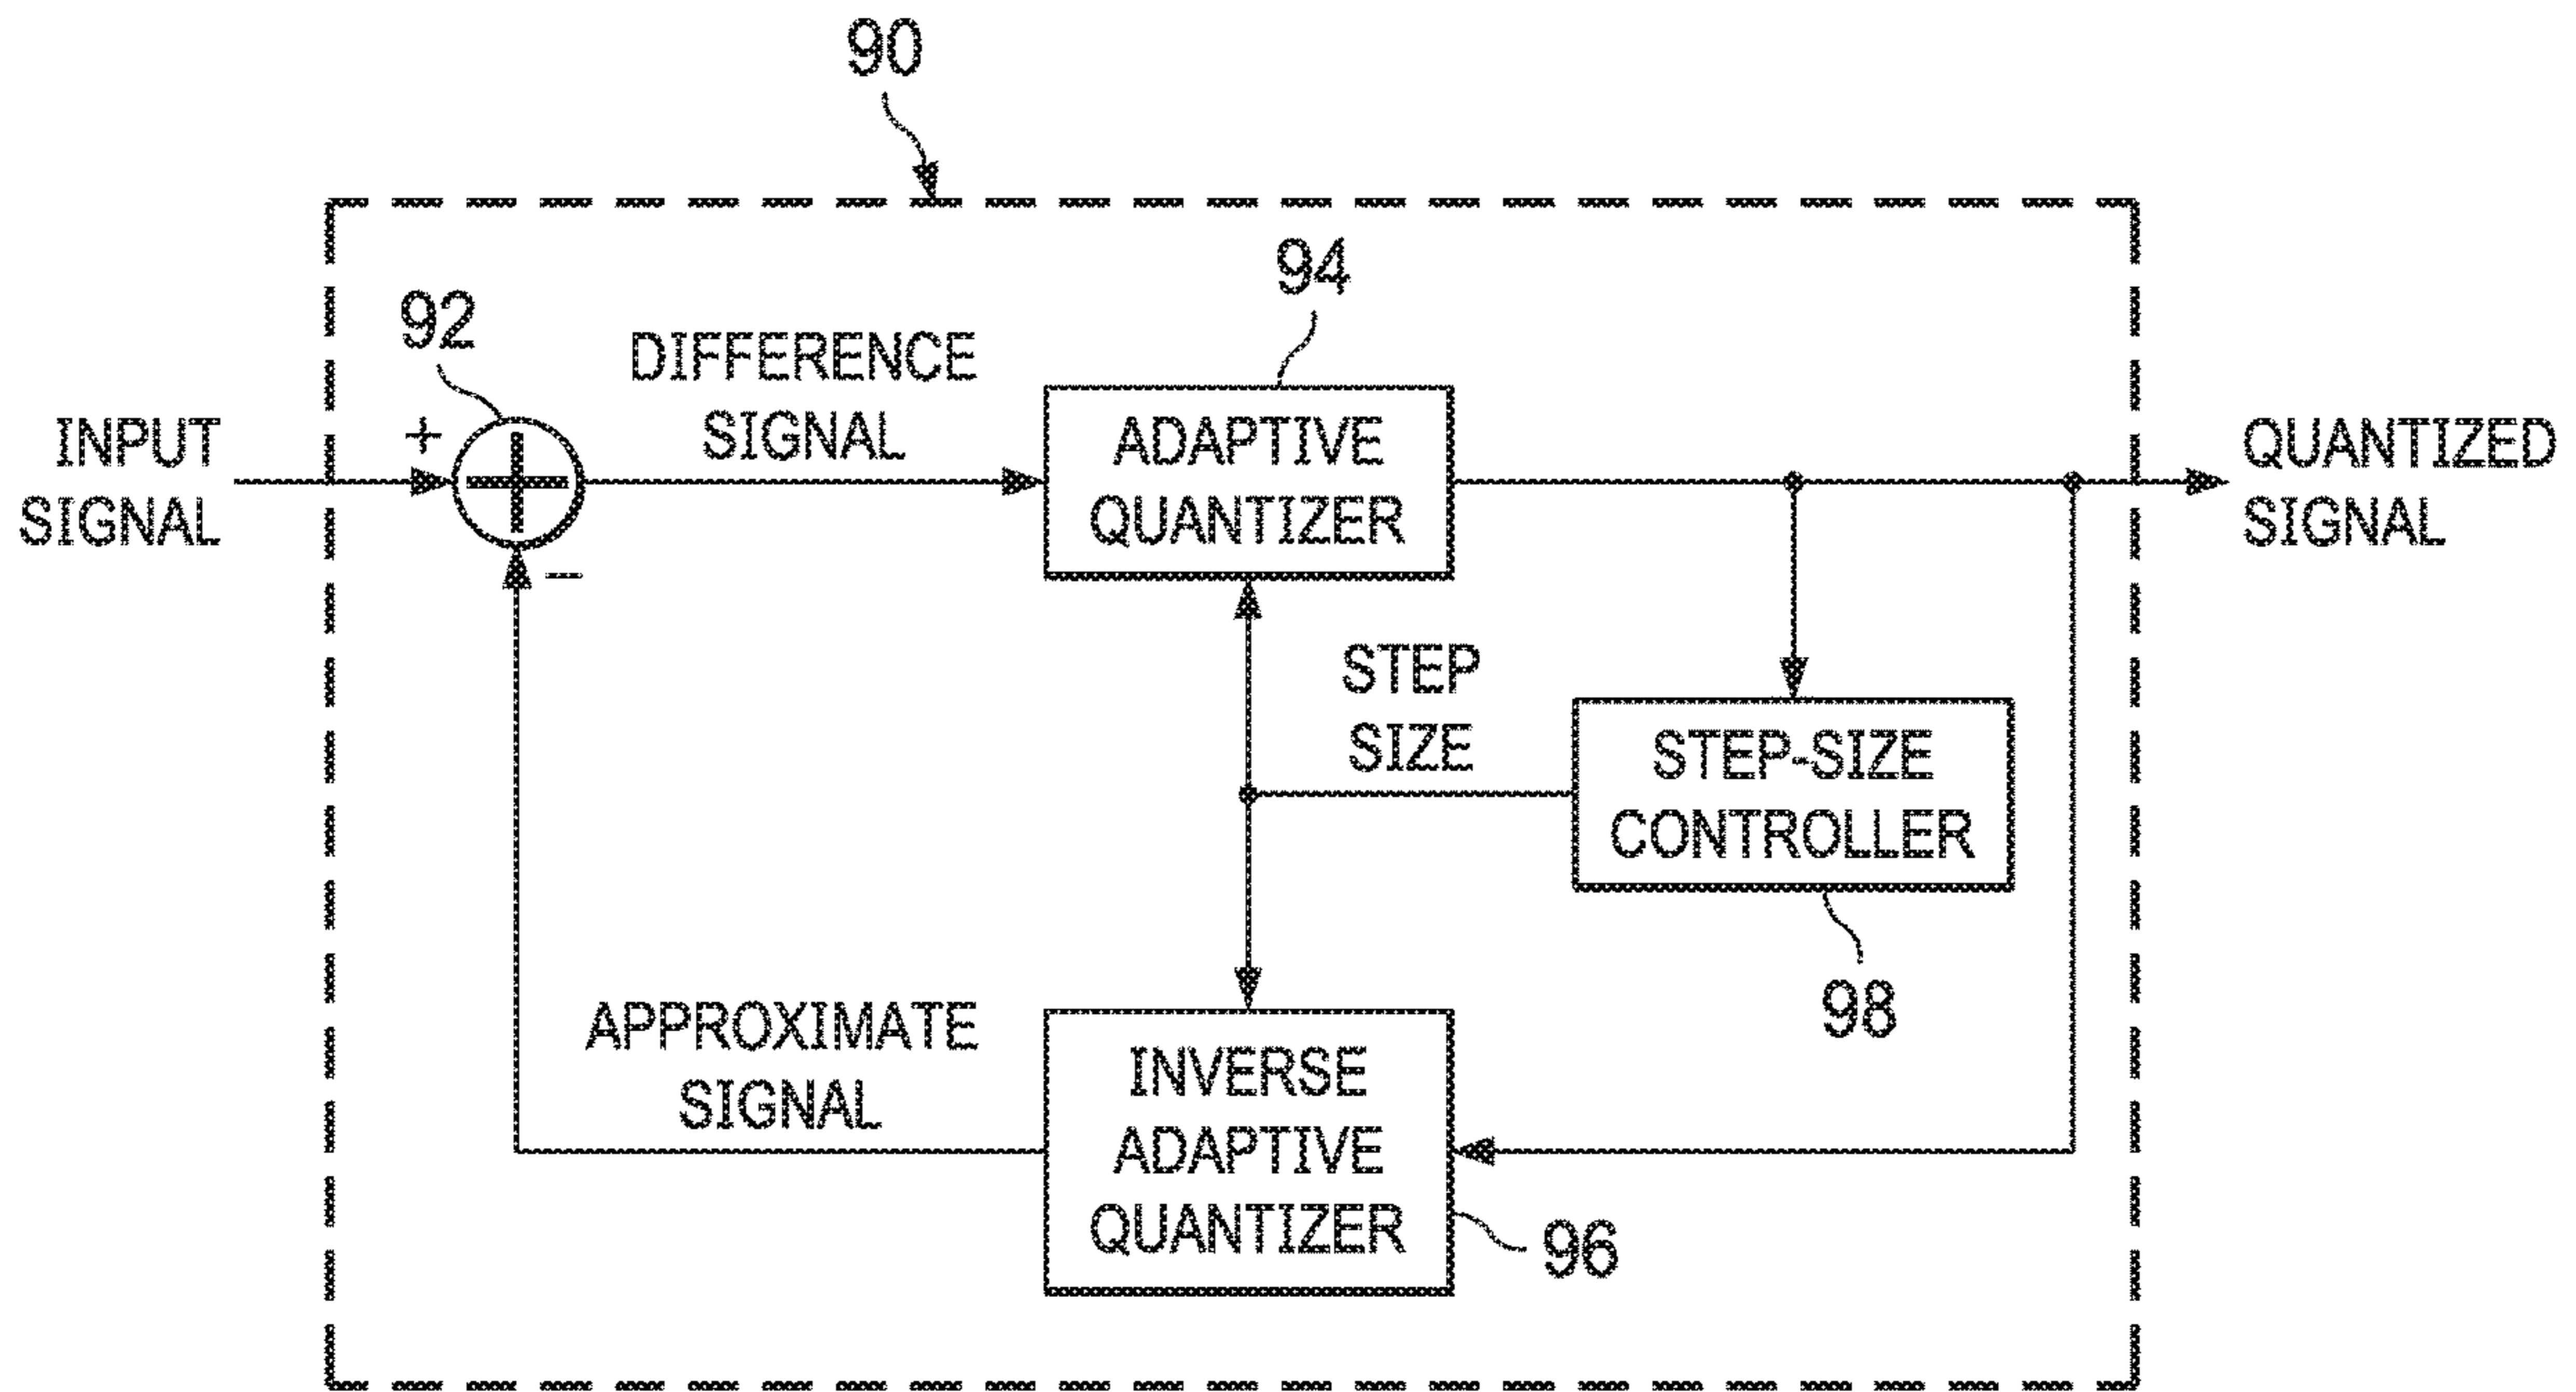 90
92
+
−
INPUT
SIGNAL
DIFFERENCE
SIGNAL
94
ADAPTIVE
QUANTIZER
QUANTIZED
SIGNAL
STEP
SIZE
STEP-SIZE
CONTROLLER
98
APPROXIMATE
SIGNAL
INVERSE
ADAPTIVE
QUANTIZER
96